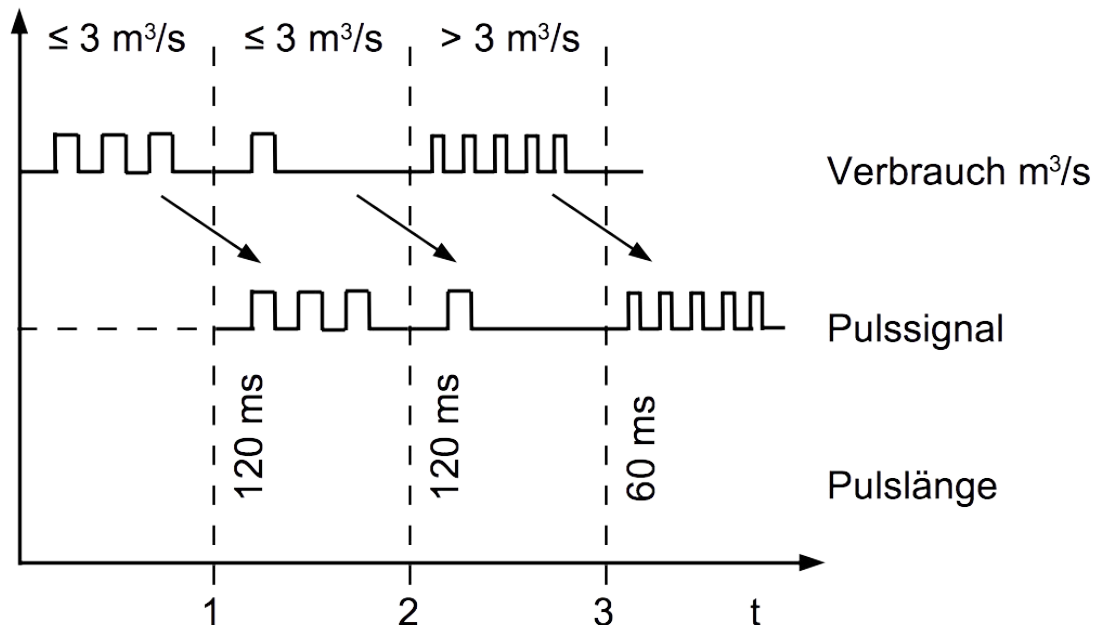 ≤ 3 m³/s ≤ 3 m³/s > 3 m³/s
Verbrauch m³/s
Pulssignal
120 ms 120 ms 60 ms
Pulslänge
1 2 3 t